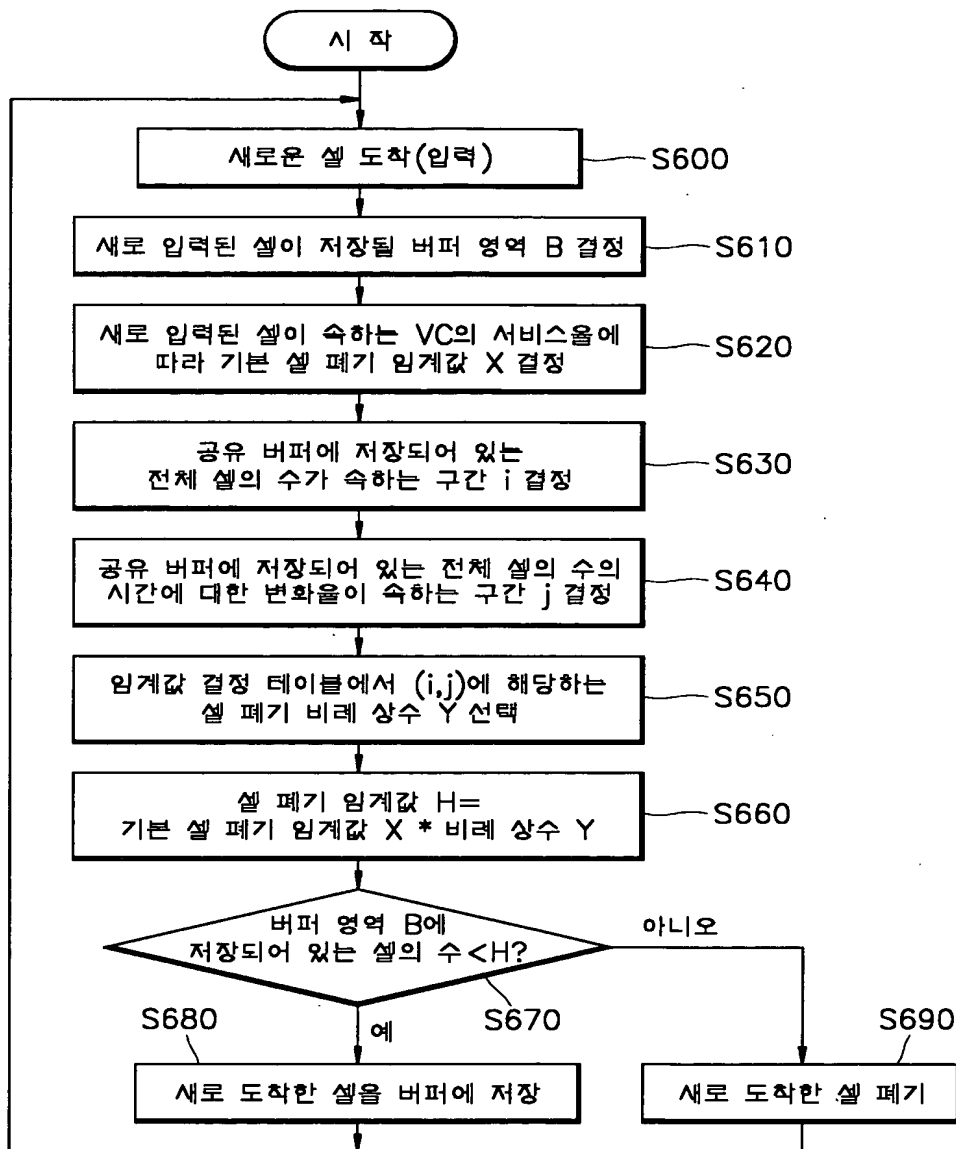 시 작
새로운 셀 도착(입력)
S600
새로 입력된 셀이 저장될 버퍼 영역 B 결정
S610
새로 입력된 셀이 속하는 VC의 서비스율에
따라 기본 셀 폐기 임계값 X 결정
S620
공유 버퍼에 저장되어 있는
전체 셀의 수가 속하는 구간 i 결정
S630
공유 버퍼에 저장되어 있는 전체 셀의 수의
시간에 대한 변화율이 속하는 구간 j 결정
S640
임계값 결정 테이블에서 (i,j)에 해당하는
셀 폐기 비례 상수 Y 선택
S650
셀 폐기 임계값 H=
기본 셀 폐기 임계값 X * 비례 상수 Y
S660
버퍼 영역 B에
저장되어 있는 셀의 수<H?
아니오
S670
예
S680
S690
새로 도착한 셀을 버퍼에 저장
새로 도착한 셀 폐기